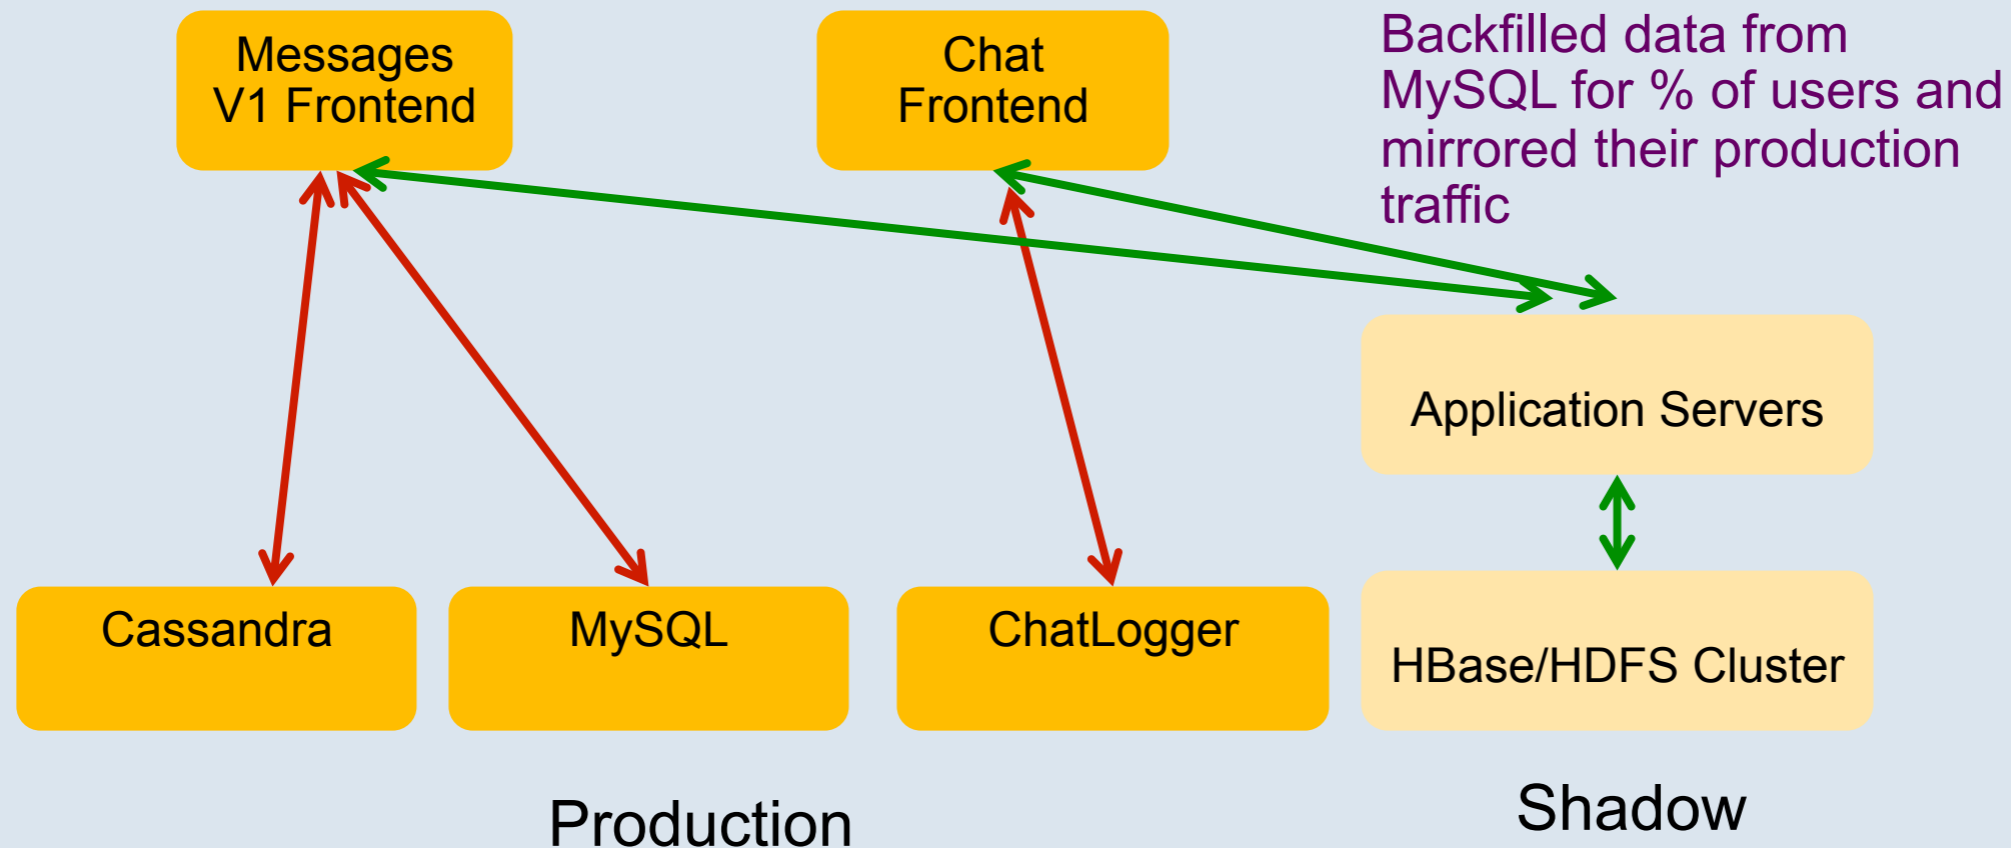 Messages
V1 Frontend
Chat
Frontend
Backfilled data from
MySQL for % of users and
mirrored their production
traffic
Application Servers
Cassandra
MySQL
ChatLogger
HBase/HDFS Cluster
Production
Shadow